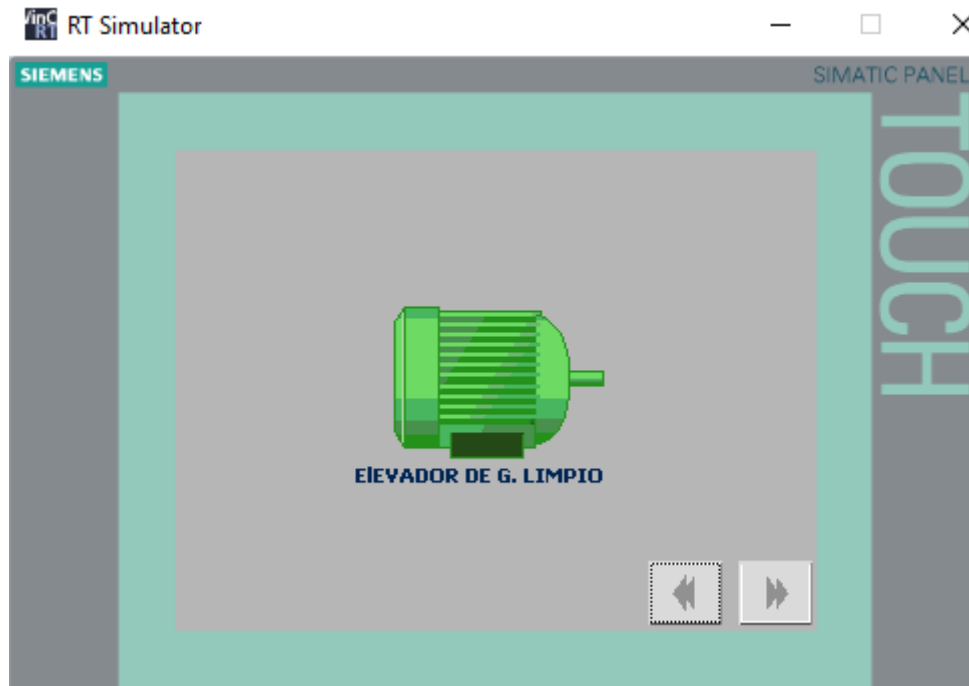 RT Simulator
SIEMENS
SIMATIC PANEL
TOUCH
ElEVADOR DE G. LIMPIO